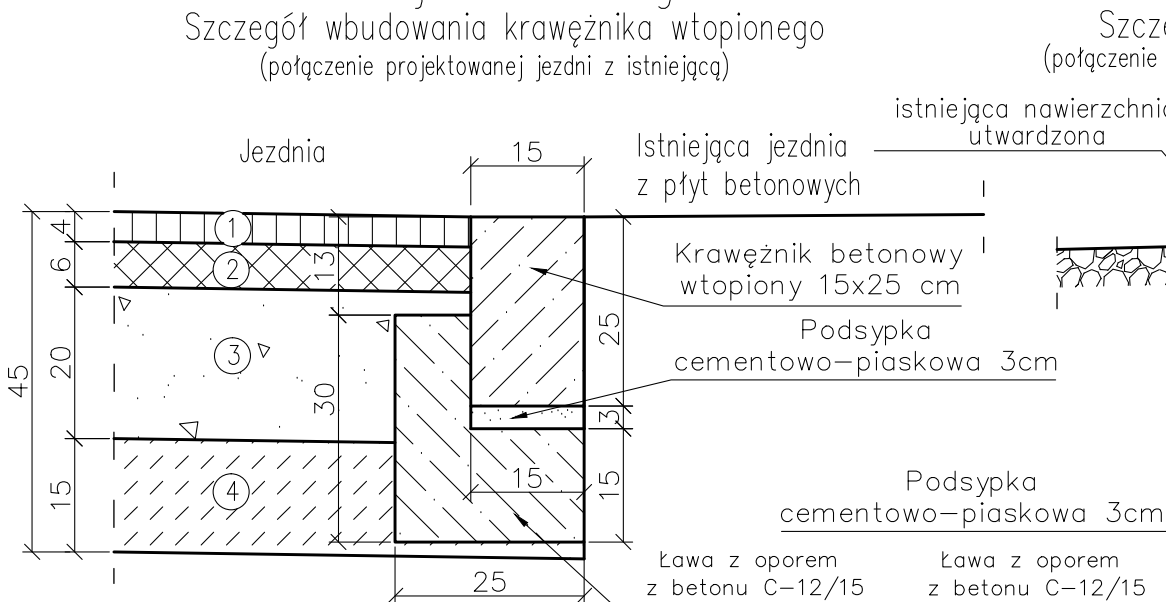 Szczegół wbudowania krawężnika wtopionego
(połączenie projektowanej jezdni z istniejącą)
Szcze
(połączenie
istniejąca nawierzchnia
utwardzona
Jezdnia
15
Istniejąca jezdnia
z płyt betonowych
4
1
6
2
13
Krawężnik betonowy
wtopiony 15x25 cm
25
Podsypka
cementowo-piaskowa 3cm
45
20
3
30
3
15
4
15
15
Podsypka
cementowo-piaskowa 3cm
Ława z oporem
z betonu C-12/15
Ława z oporem
z betonu C-12/15
25